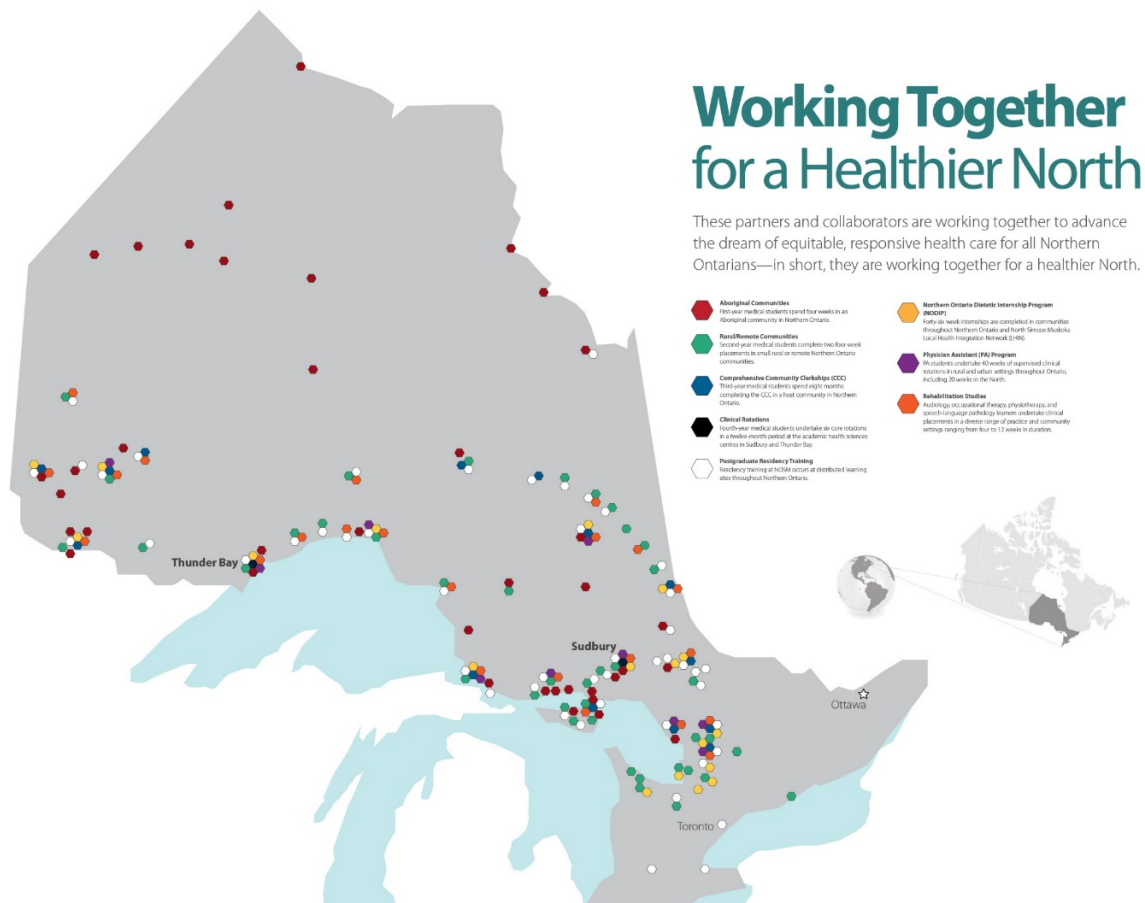 Working Together
for a Healthier North
These partners and collaborators are working together to advance
the dream of equitable, responsive health care for all Northern
Ontarians—in short, they are working together for a healthier North.
Aboriginal Communities
First-year medical students spend four weeks in an
Aboriginal community in Northern Ontario.
Rural/Remote Communities
Second-year medical students complete two four-week
placements in small rural or remote Northern Ontario
communities.
Comprehensive Community Clerkships (CCC)
Third-year medical students spend eight months
completing the CCC in a host community in Northern
Ontario.
Clinical Rotations
Fourth-year medical students undertake six core rotations
in a twelve-month period at the academic health sciences
centres in Sudbury and Thunder Bay.
Postgraduate Residency Training
Residency training at NOSM occurs at distributed learning
sites throughout Northern Ontario.
Northern Ontario Dietetic Internship Program
(NODIP)
Forty-six week internships are completed in communities
throughout Northern Ontario and North Simcoe Muskoka
Local Health Integration Network (LHIN).
Physician Assistant (PA) Program
PA students undertake 40 weeks of supervised clinical
rotations in rural and urban settings throughout Ontario,
including 20 weeks in the North.
Rehabilitation Studies
Audiology, occupational therapy, physiotherapy, and
speech-language pathology learners undertake clinical
placements in a diverse range of practice and community
settings ranging from four to 12 weeks in duration.
Thunder Bay
Sudbury
Ottawa
Toronto